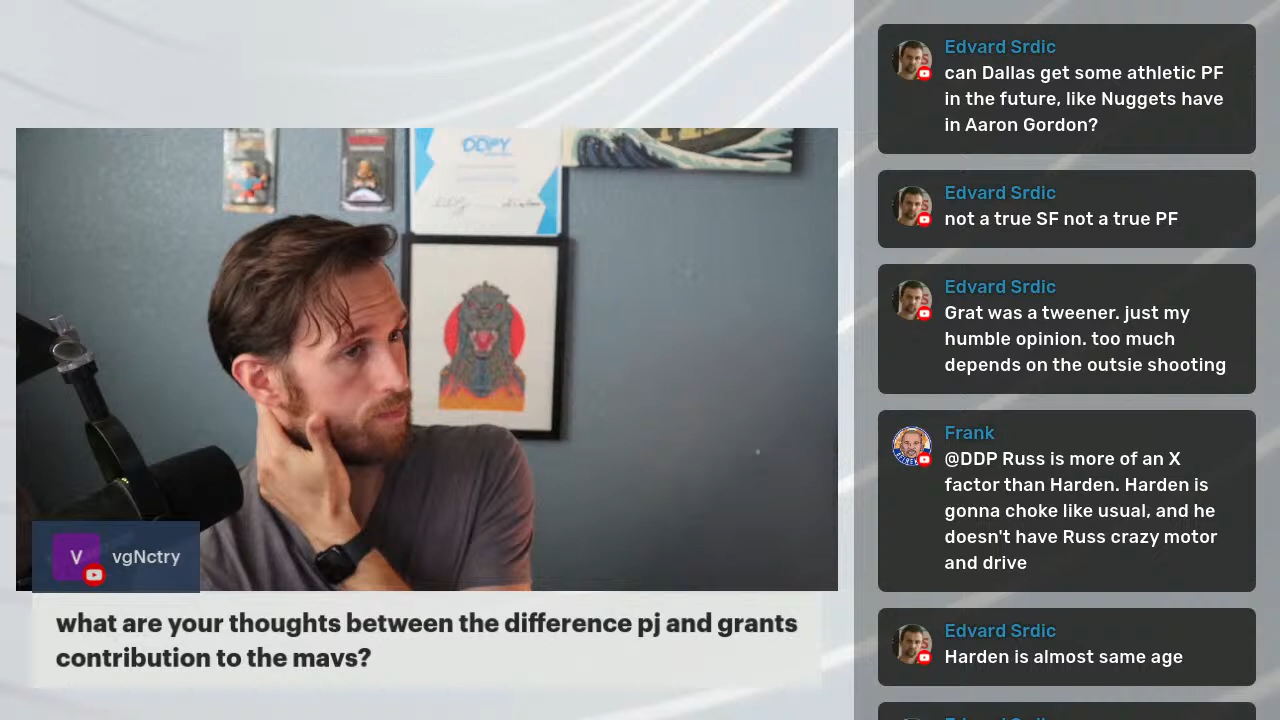 DDPY
V
vgNctry
what are your thoughts between the difference pj and grants
contribution to the mavs?
Edvard Srdic
can Dallas get some athletic PF
in the future, like Nuggets have
in Aaron Gordon?
Edvard Srdic
not a true SF not a true PF
Edvard Srdic
Grat was a tweener. just my
humble opinion. too much
depends on the outsie shooting
Frank
@DDP Russ is more of an X
factor than Harden. Harden is
gonna choke like usual, and he
doesn't have Russ crazy motor
and drive
Edvard Srdic
Harden is almost same age